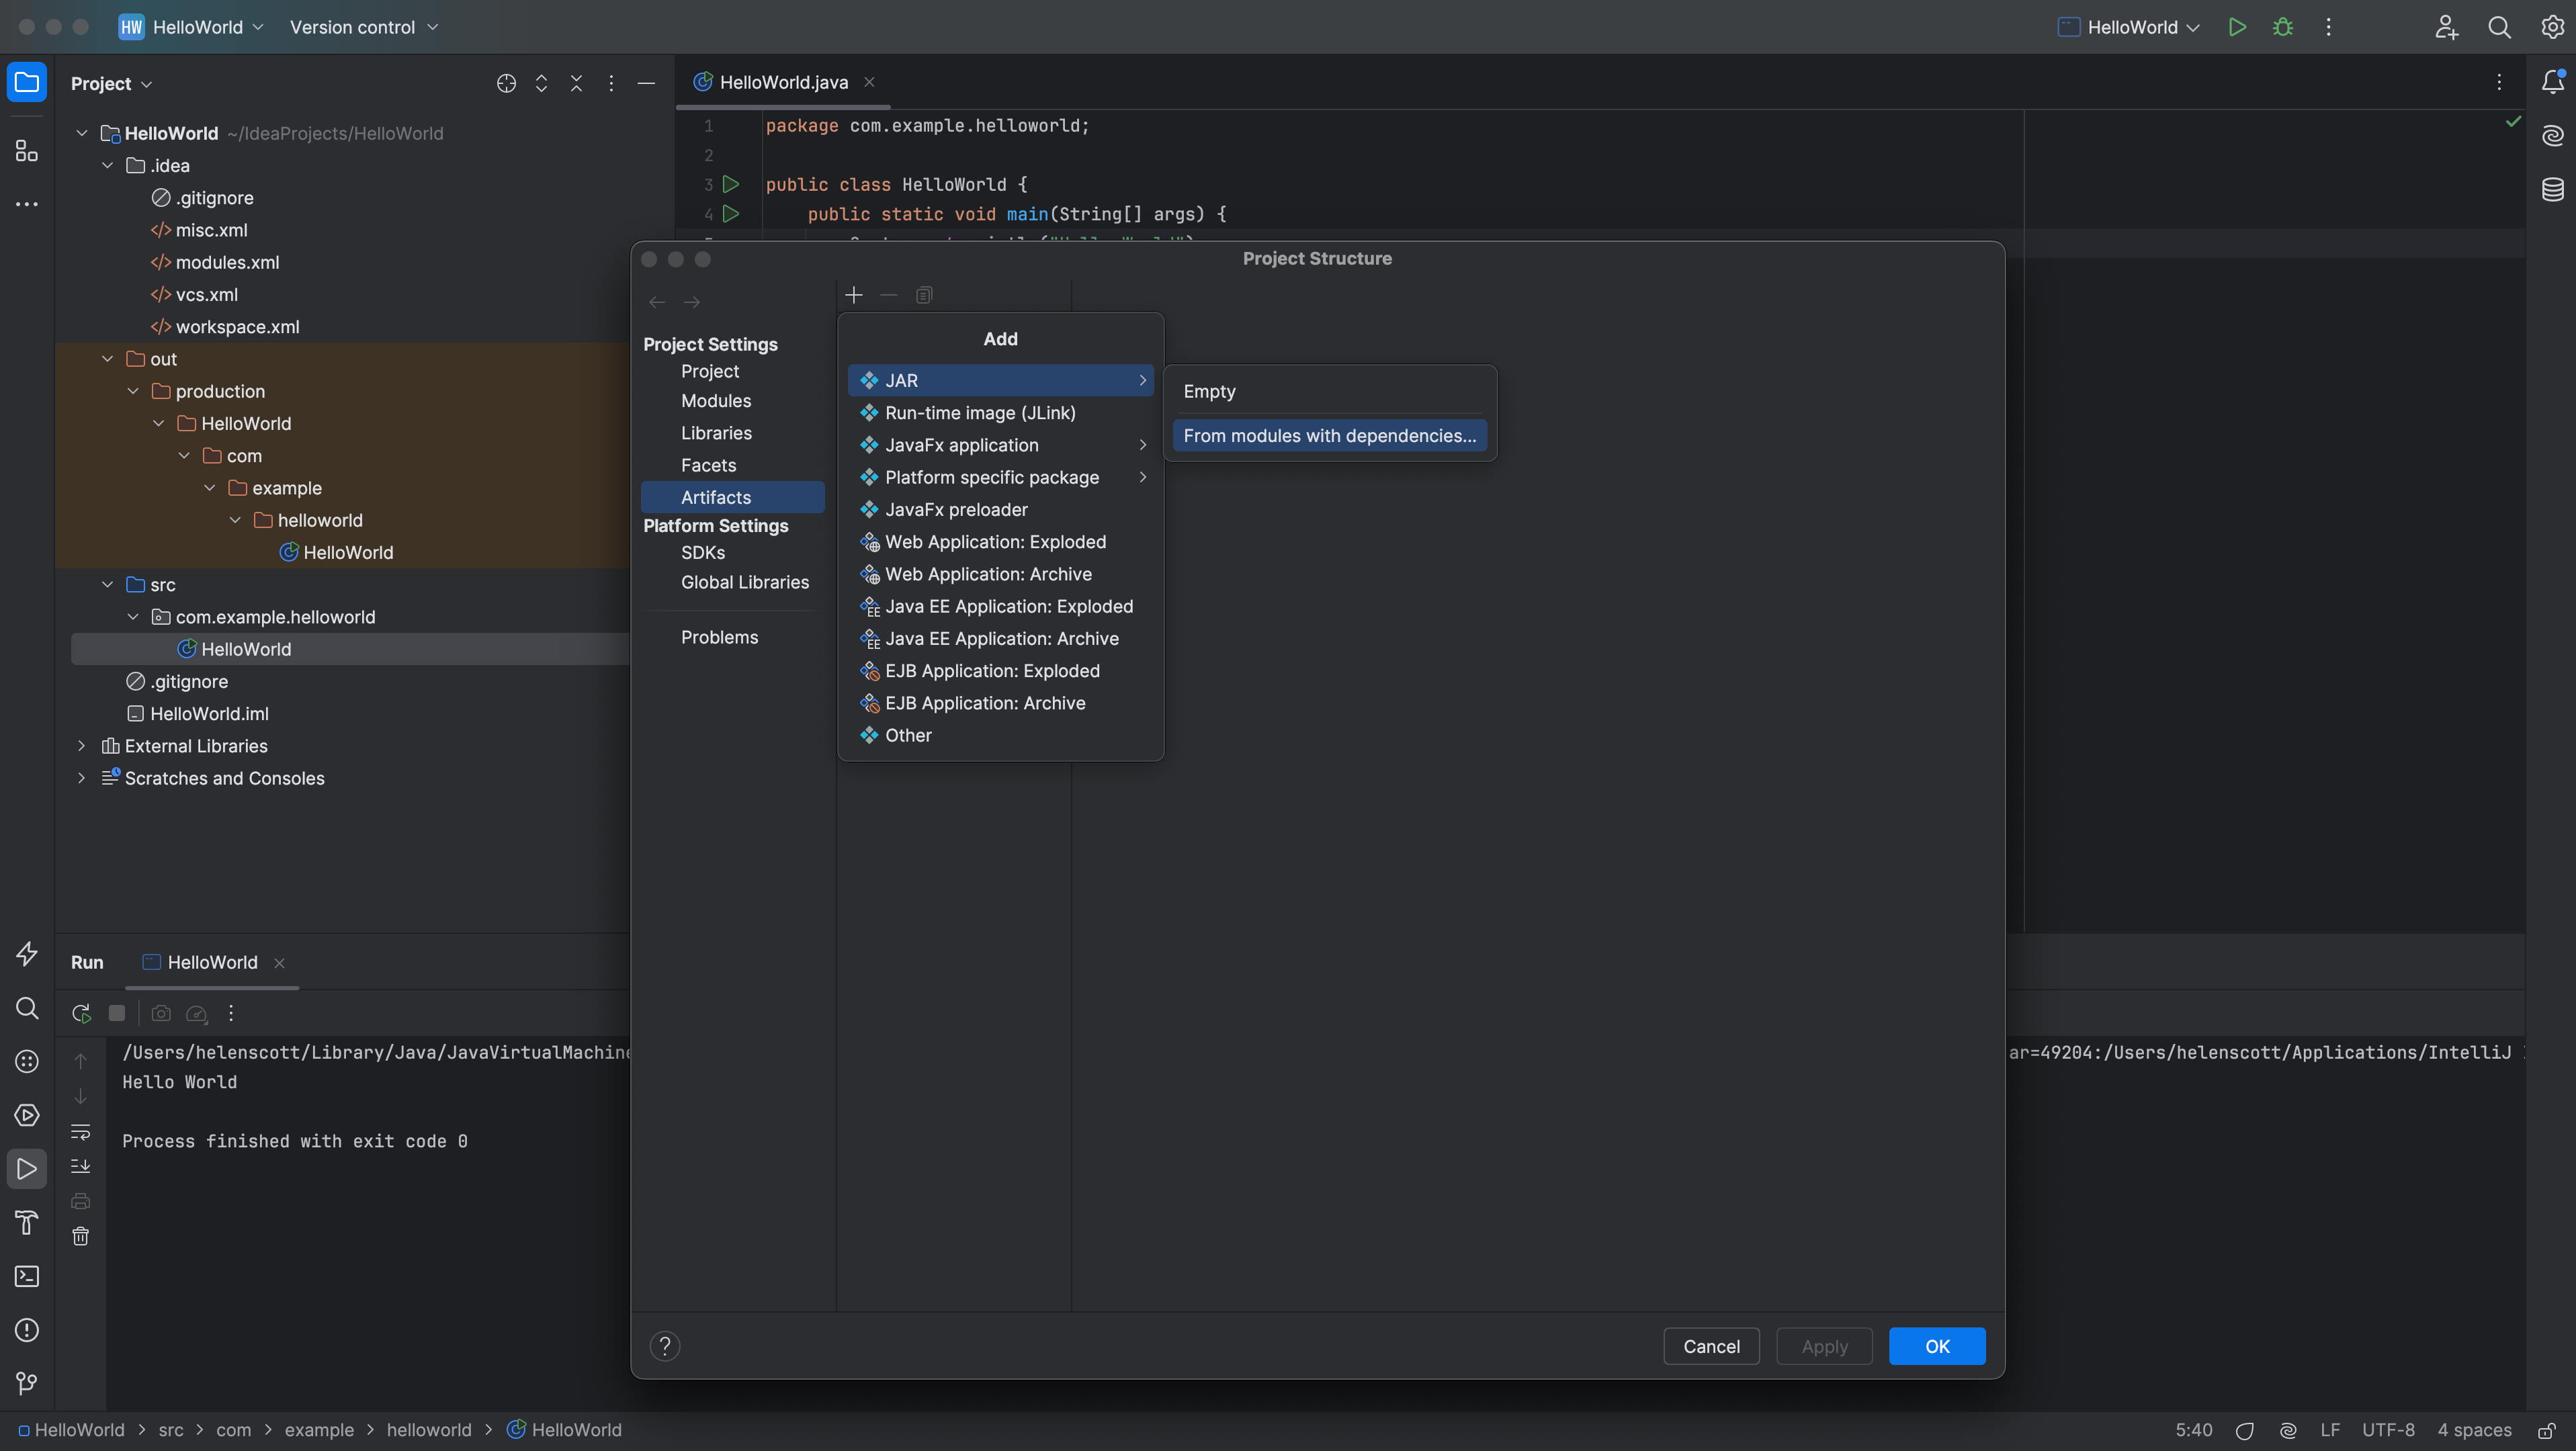 HW HelloWorld Version control HelloWorld
Project
HelloWorld ~/IdeaProjects/HelloWorld
.idea
.gitignore
misc.xml
modules.xml
vcs.xml
workspace.xml
out
production
HelloWorld
com
example
helloworld
HelloWorld
src
com.example.helloworld
HelloWorld
.gitignore
HelloWorld.iml
External Libraries
Scratches and Consoles
HelloWorld.java
1 package com.example.helloworld;
2
3 public class HelloWorld {
4 public static void main(String[] args) {
Project Structure
Project Settings
Project
Modules
Libraries
Facets
Artifacts
Platform Settings
SDKs
Global Libraries
Problems
Add
JAR
Run-time image (JLink)
JavaFx application
Platform specific package
JavaFx preloader
Web Application: Exploded
Web Application: Archive
Java EE Application: Exploded
Java EE Application: Archive
EJB Application: Exploded
EJB Application: Archive
Other
Empty
From modules with dependencies...
? Cancel Apply OK
Run HelloWorld
/Users/helenscott/Library/Java/JavaVirtualMachine ar=49204:/Users/helenscott/Applications/IntelliJ
Hello World
Process finished with exit code 0
HelloWorld > src > com > example > helloworld > HelloWorld 5:40 LF UTF-8 4 spaces